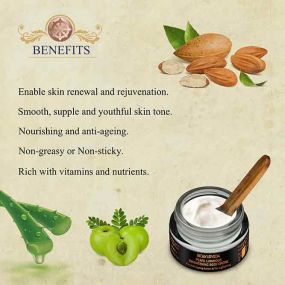 BENEFITS
Enable skin renewal and rejuvenation.
Smooth, supple and youthful skin tone.
Nourishing and anti-ageing.
Non-greasy or Non-sticky.
Rich with vitamins and nutrients.